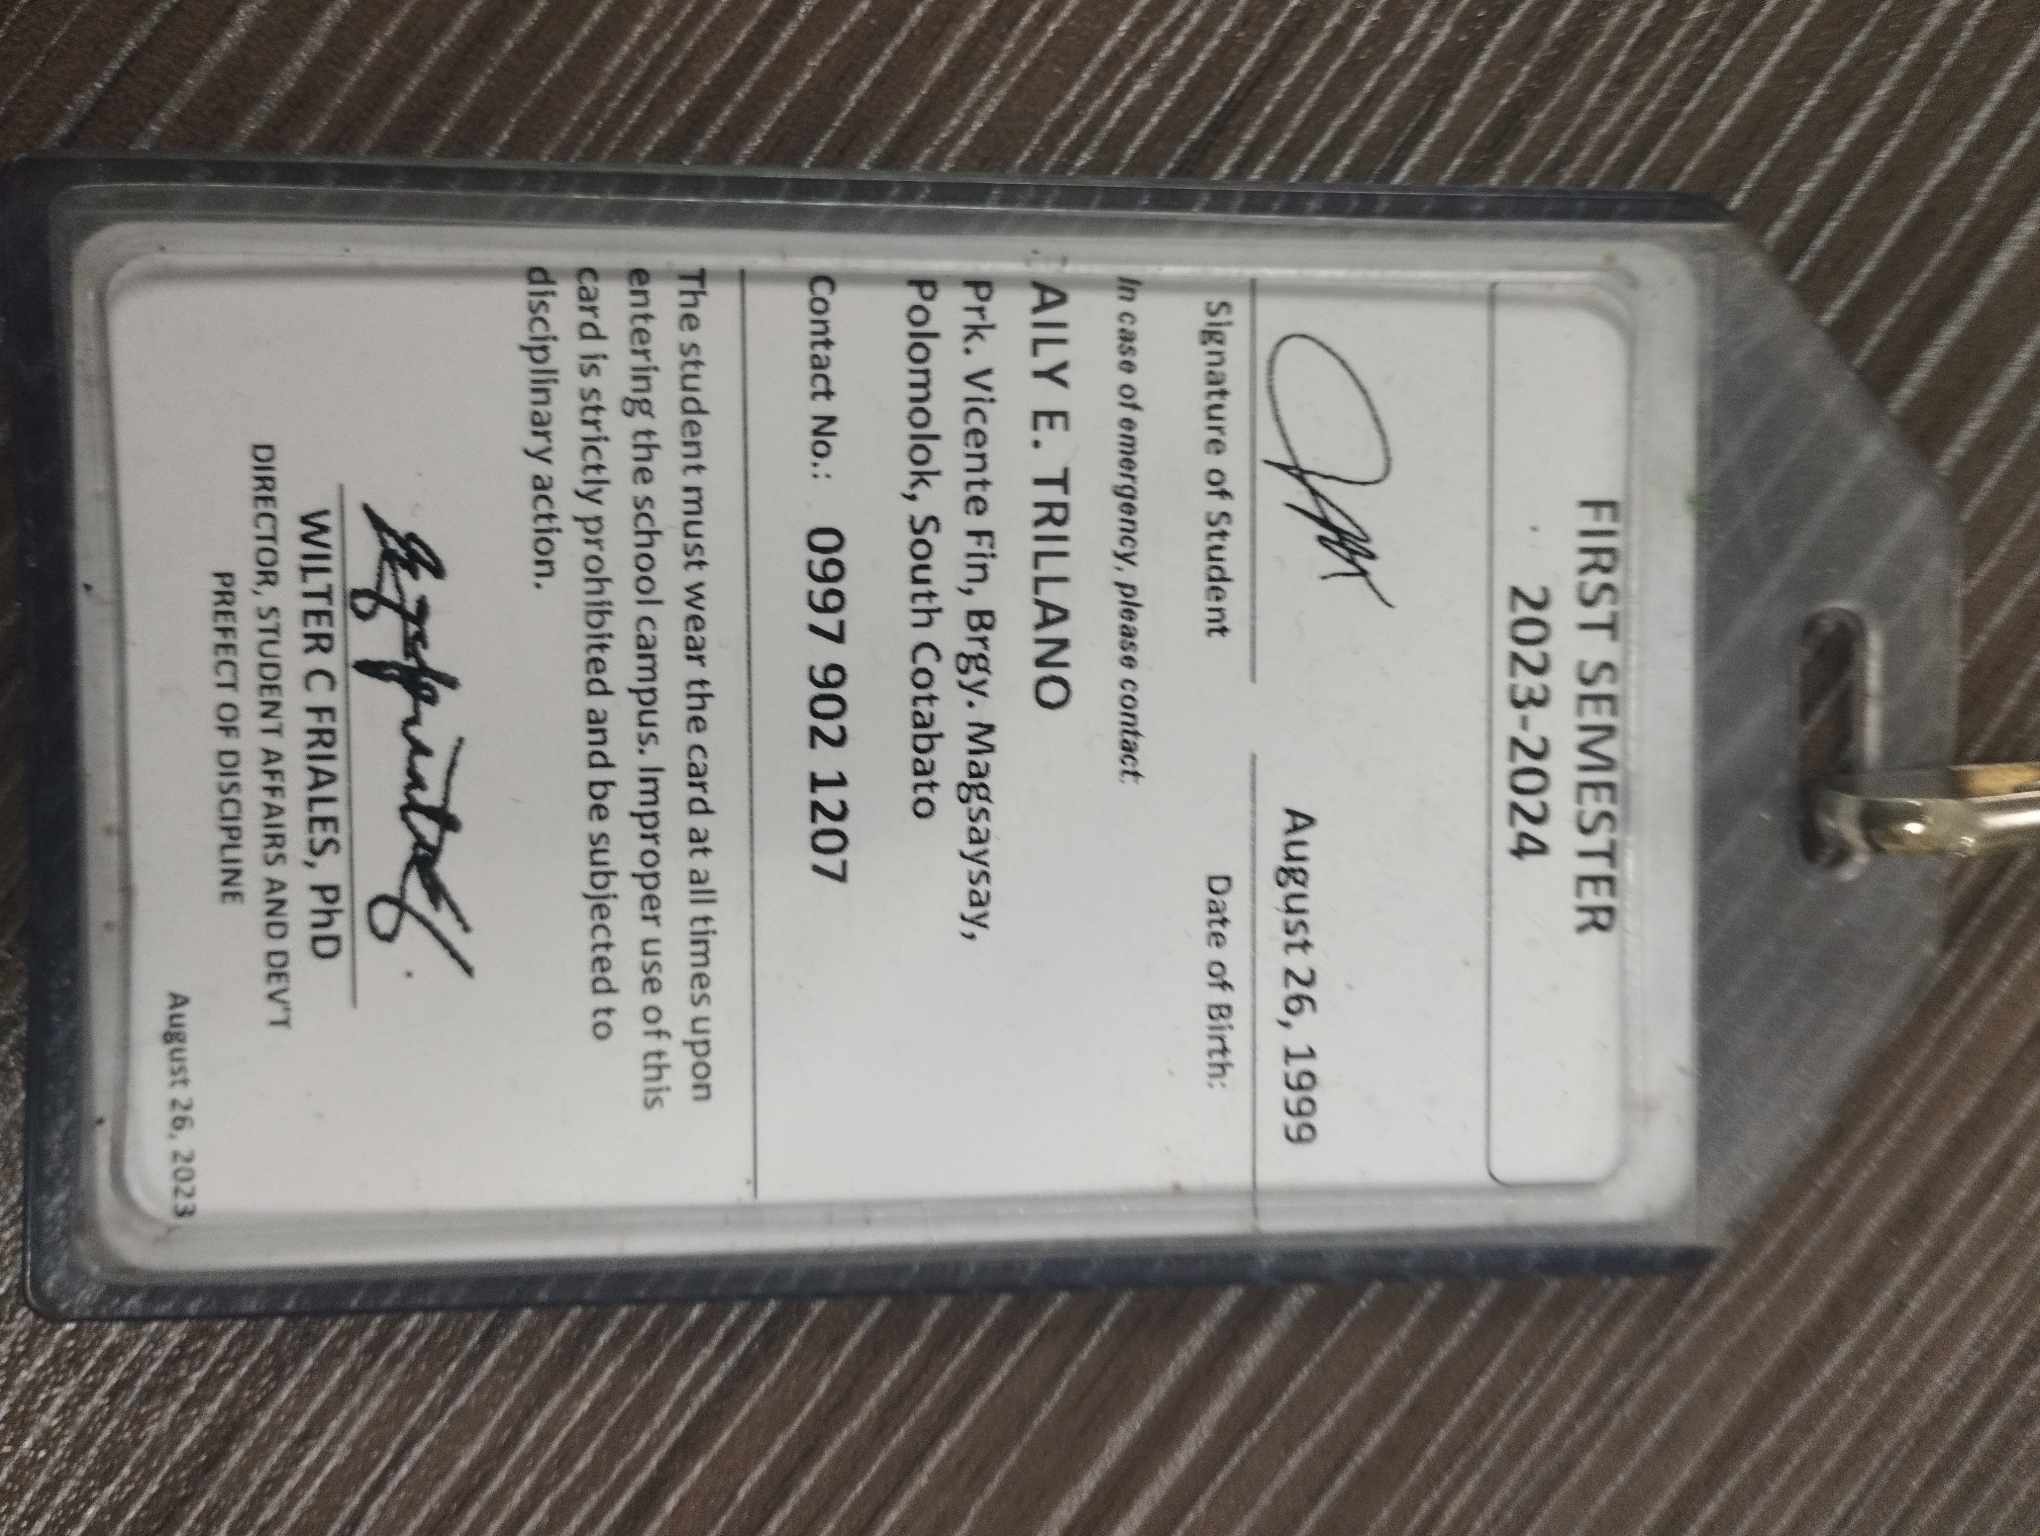 FIRST SEMESTER
2023-2024
August 26, 1999
Signature of Student Date of Birth:
In case of emergency, please contact:
AILY E. TRILLANO
Prk. Vicente Fin, Brgy. Magsaysay,
Polomolok, South Cotabato
Contact No.: 0997 902 1207
The student must wear the card at all times upon
entering the school campus. Improper use of this
card is strictly prohibited and be subjected to
disciplinary action.
WILTER C FRIALES, PhD
DIRECTOR, STUDENT AFFAIRS AND DEV'T
PREFECT OF DISCIPLINE
August 26, 2023